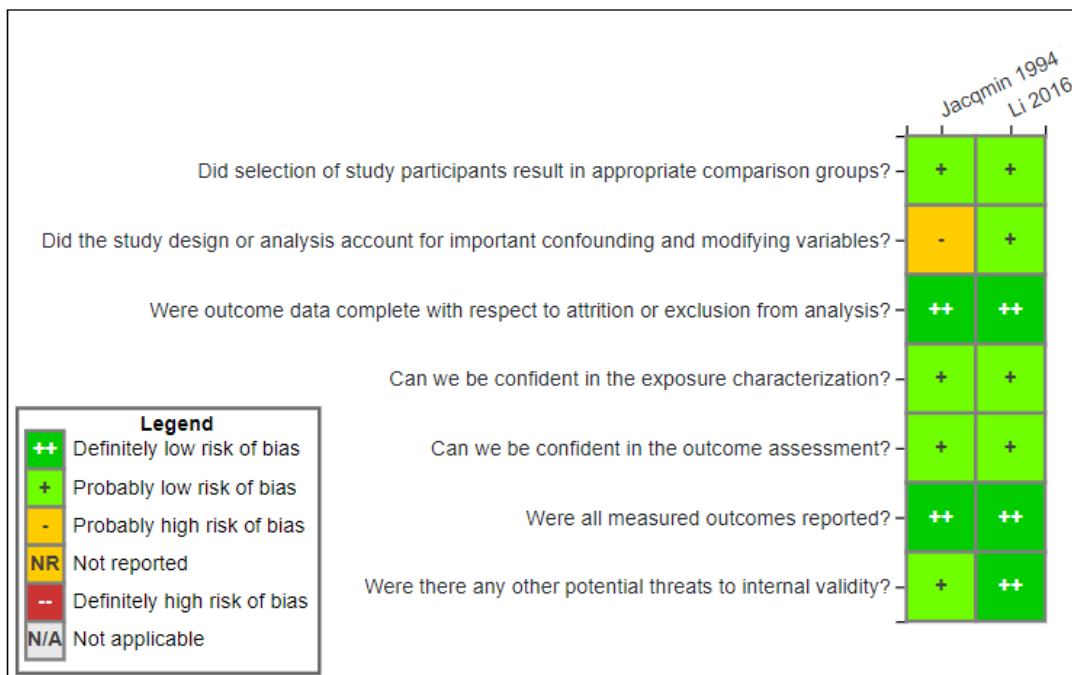 Jacqmin 1994
Li 2016
Did selection of study participants result in appropriate comparison groups? + +
Did the study design or analysis account for important confounding and modifying variables? - +
Were outcome data complete with respect to attrition or exclusion from analysis? ++ ++
Can we be confident in the exposure characterization? + +
Can we be confident in the outcome assessment? + +
Were all measured outcomes reported? ++ ++
Were there any other potential threats to internal validity? + ++
Legend
++ Definitely low risk of bias
+ Probably low risk of bias
- Probably high risk of bias
NR Not reported
-- Definitely high risk of bias
N/A Not applicable